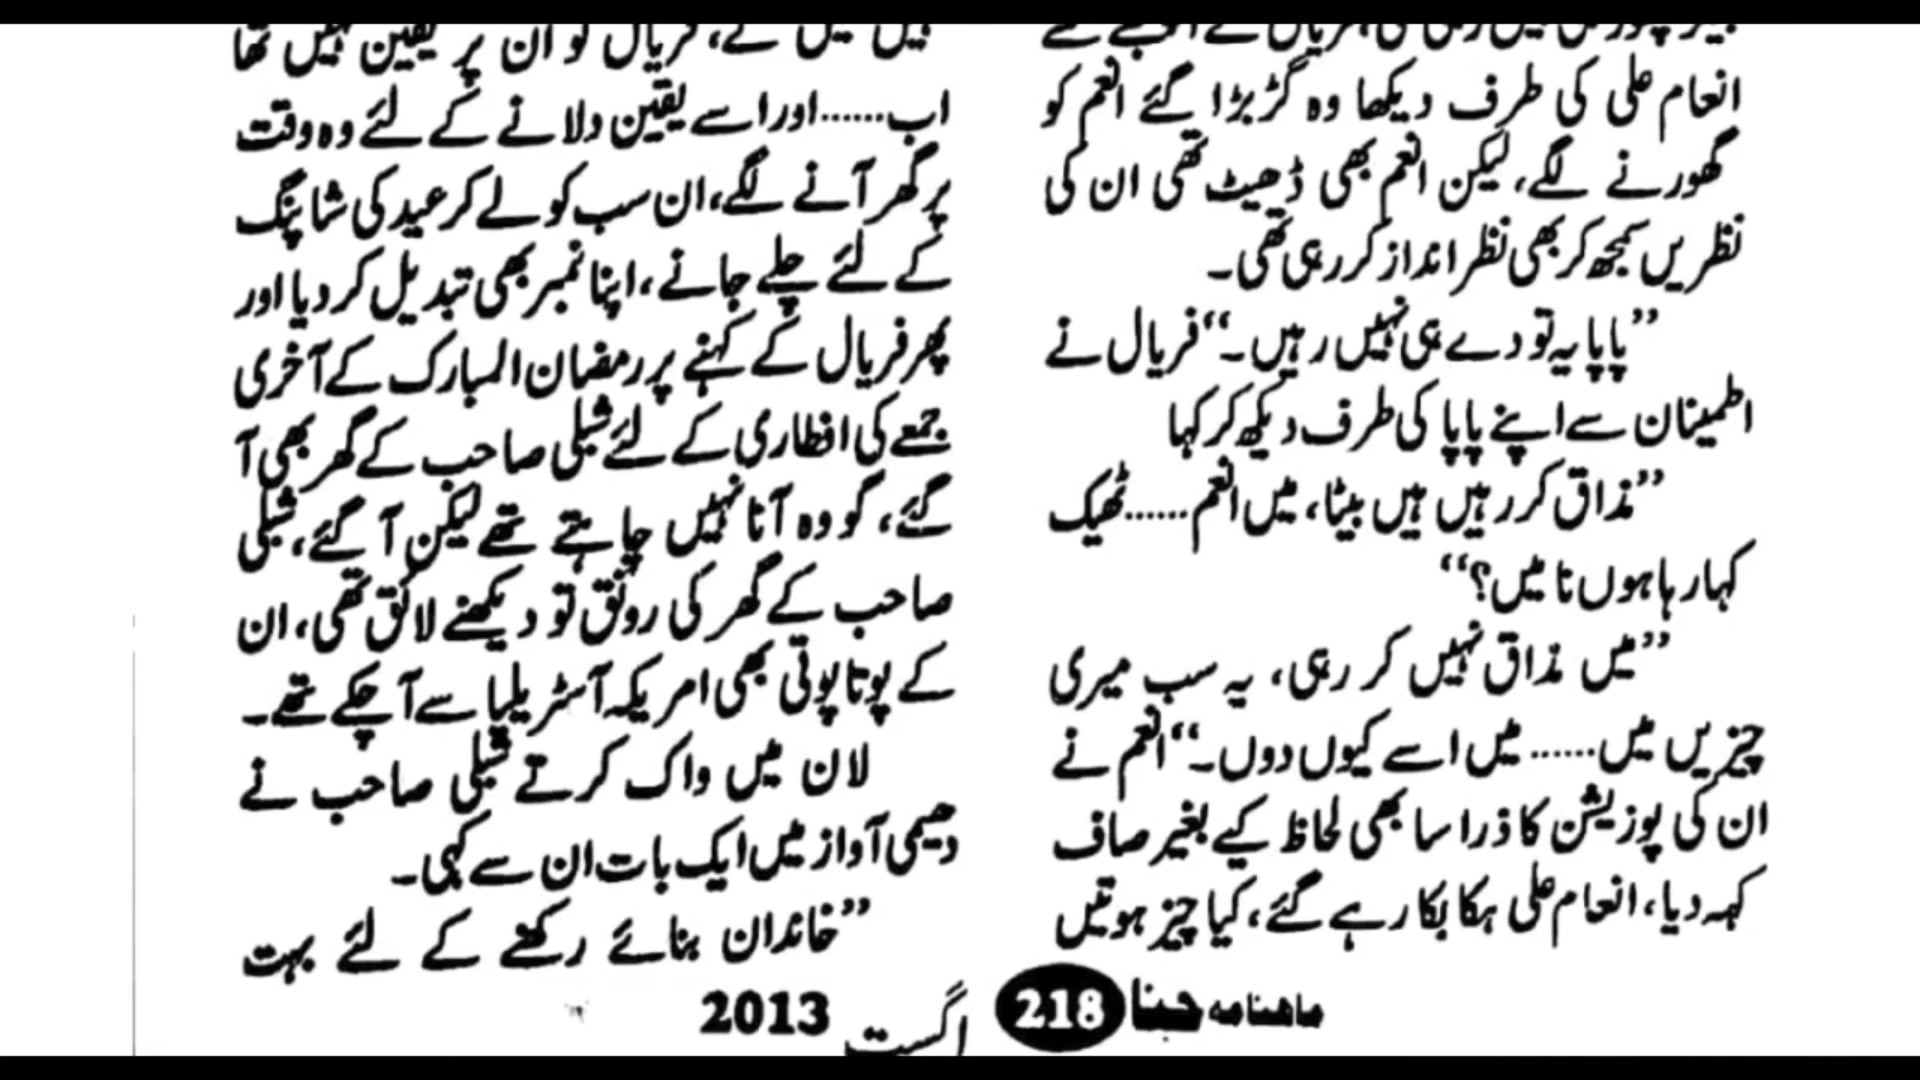 انعام علی کی طرف دیکھا وہ گڑبڑا گئے انعم کو
گھورنے لگے، لیکن انعم بھی ڈھیٹ تھی ان کی
نظریں سمجھ کر بھی نظر انداز کر رہی تھی۔
”پاپا یہ تو دے ہی نہیں رہیں۔“ فریال نے
اطمینان سے اپنے پاپا کی طرف دیکھ کر کہا
”مذاق کر رہیں ہیں بیٹا، میں انعم......ٹھیک
کہا رہا ہوں نا میں؟“
”میں مذاق نہیں کر رہی، یہ سب میری
چیزیں ہیں......میں اسے کیوں دوں۔“ انعم نے
ان کی پوزیشن کا ذرا سا بھی لحاظ کیے بغیر صاف
کہہ دیا، انعام علی ہکا بکا رہے گئے، کیا چیز ہوتیں
یقین نہیں تھا
اب......اور اسے یقین دلانے کے لئے وہ وقت
پر گھر آنے لگے، ان سب کو لے کر عید کی شاپنگ
کے لئے چلے جانے، اپنا نمبر بھی تبدیل کر دیا اور
پھر فریال کے کہنے پر رمضان المبارک کے آخری
جمعے کی افطاری کے لئے شبلی صاحب کے گھر بھی آ
گئے، گو وہ آنا نہیں چاہتے تھے لیکن آ گئے، شبلی
صاحب کے گھر کی رونق تو دیکھنے لائق تھی، ان
کے پوتا پوتی بھی امریکہ آسٹریلیا سے آ چکے تھے۔
لان میں واک کرتے شبلی صاحب نے
دھیمی آواز میں ایک بات ان سے کہی۔
”خاندان بنائے رکھنے کے لئے بہت
ماہنامہ حنا 218 اگست 2013